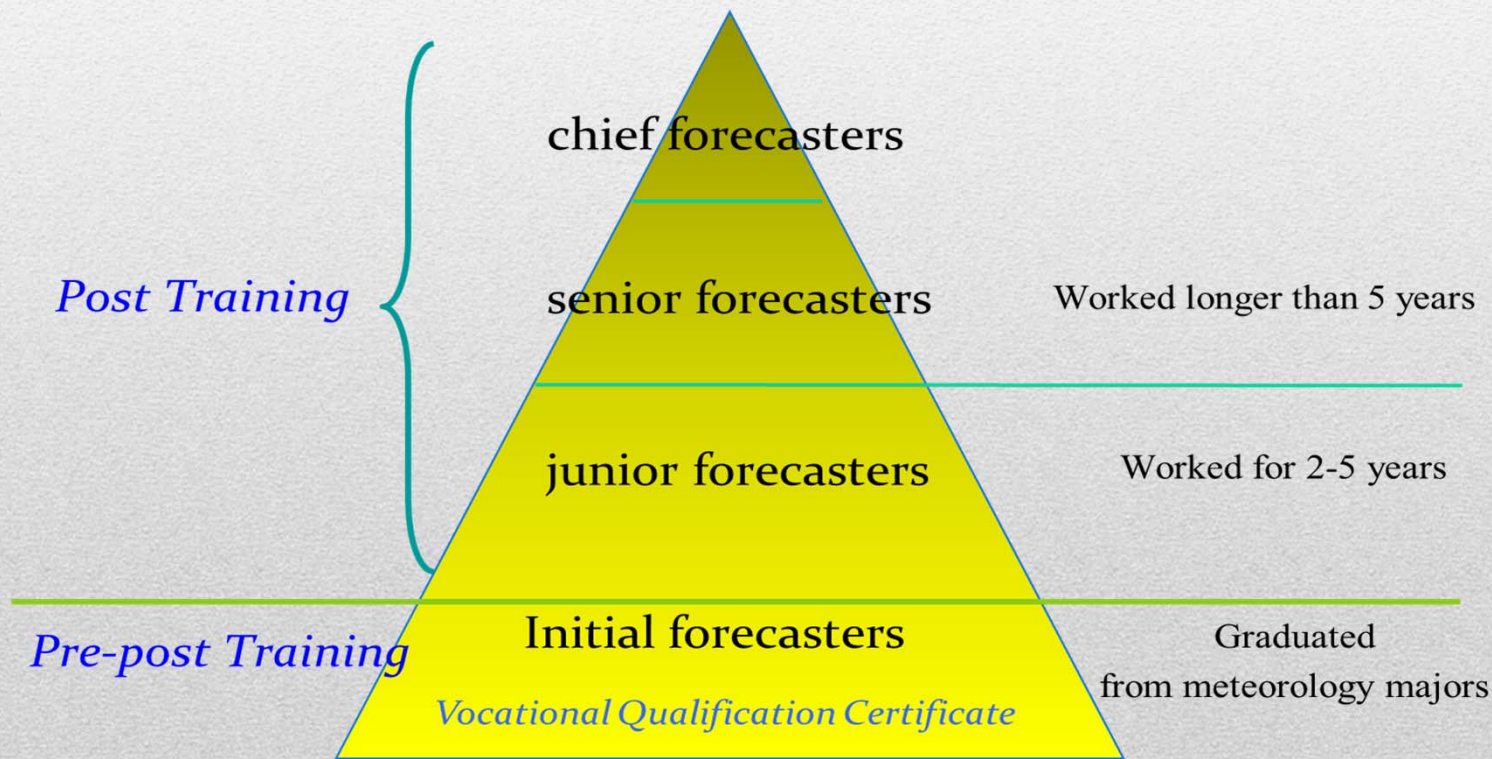 chief forecasters
Post Training
senior forecasters
Worked longer than 5 years
junior forecasters
Worked for 2-5 years
Pre-post Training
Initial forecasters
Graduated
from meteorology majors
Vocational Qualification Certificate